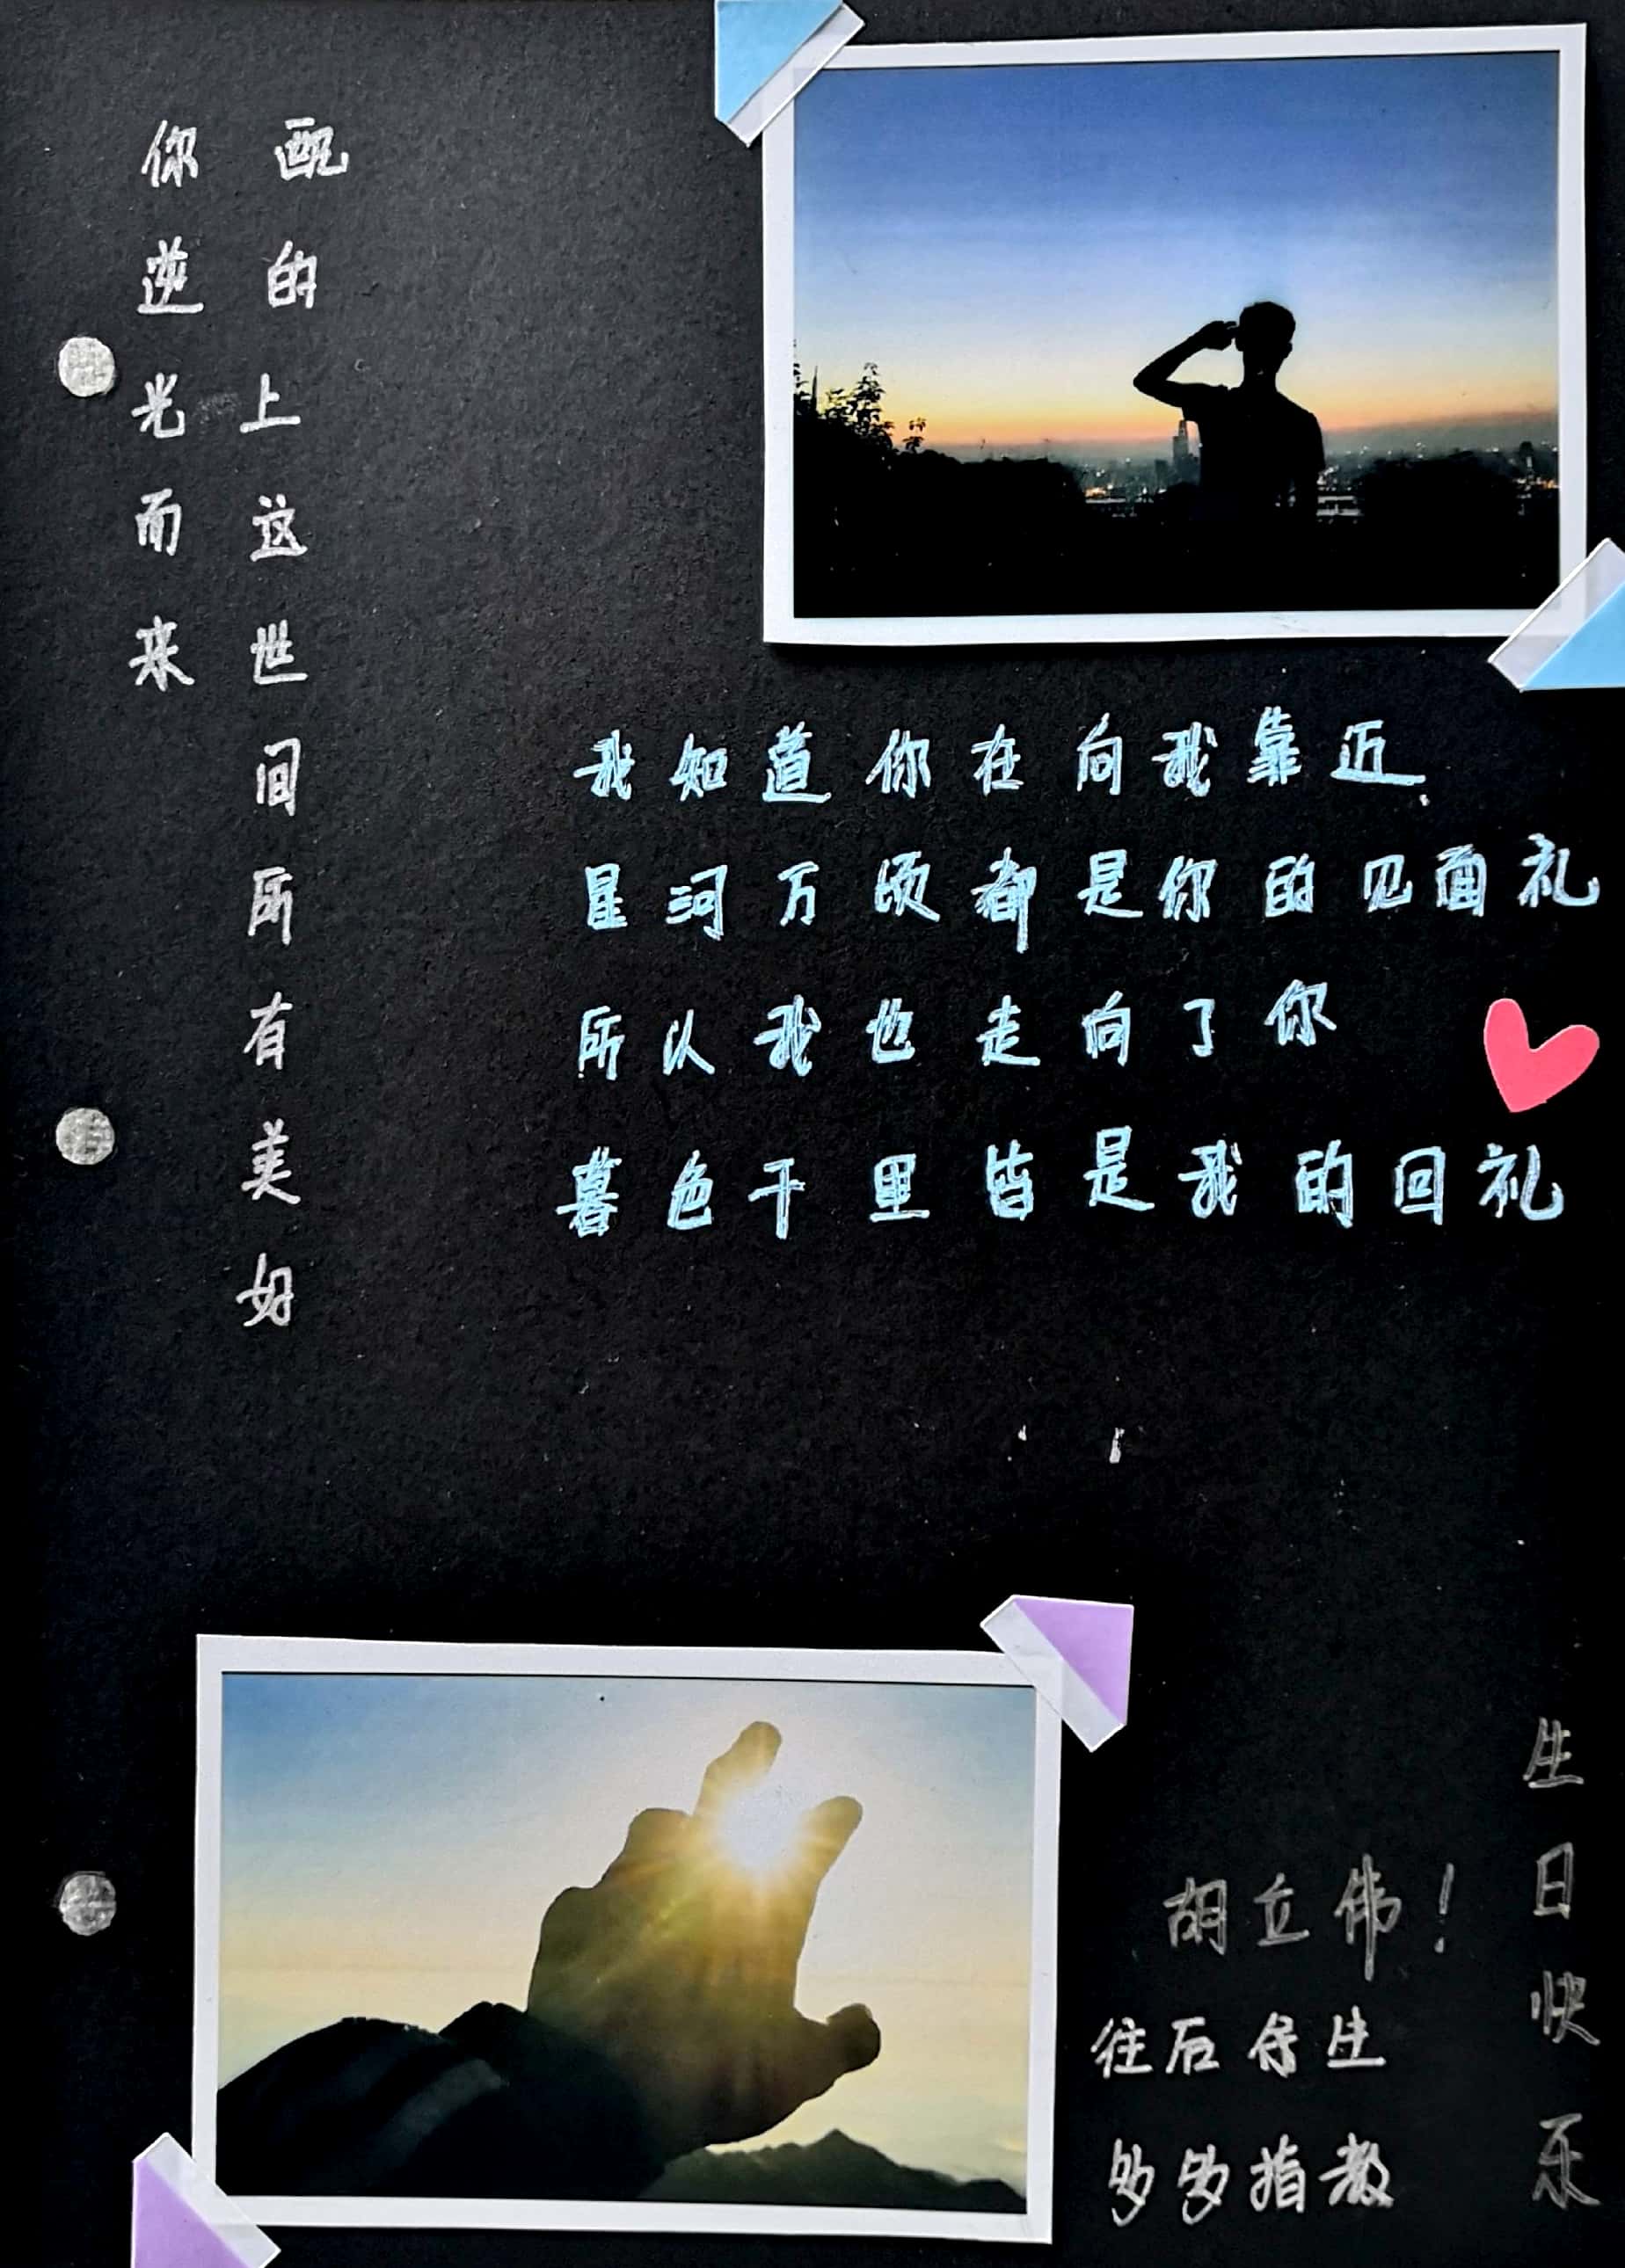 你逆光而来
配的上这世间所有美好
我知道你在向我靠近
星河万顷都是你的见面礼
所以我也走向了你
暮色千里皆是我的回礼
胡立伟！
生日快乐
往后余生
多多指教